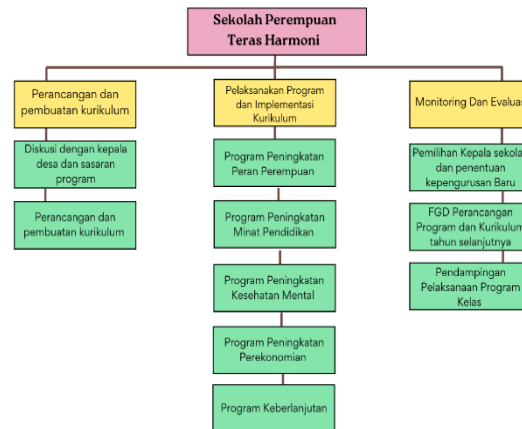 Sekolah Perempuan
Teras Harmoni
Perancangan dan
pembuatan kurikulum
Diskusi dengan kepala
desa dan sasaran
program
Perancangan dan
pembuatan kurikulum
Pelaksanakan Program
dan Implementasi
Kurikulum
Program Peningkatan
Peran Perempuan
Program Peningkatan
Minat Pendidikan
Program Peningkatan
Kesehatan Mental
Program Peningkatan
Perekonomian
Program Keberlanjutan
Monitoring Dan Evaluas
Pemilihan Kepala sekola
dan penentuan
kepengurusan Baru
FGD Perancangan
Program dan Kurikulum
tahun selanjutnya
Pendampingan
Pelaksanaan Program
Kelas